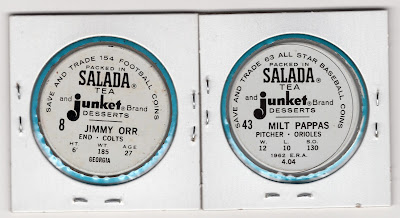 SAVE AND TRADE 154 FOOTBALL COINS
PACKED IN
SALADA®
TEA
and junket® Brand
DESSERTS
8 JIMMY ORR
END - COLTS
HT WGT AGE
6' 185 27
GEORGIA
SAVE AND TRADE 63 ALL STAR BASEBALL COINS
PACKED IN
SALADA®
TEA
and junket® Brand
DESSERTS
43 MILT PAPPAS
PITCHER - ORIOLES
W. L. S.O.
12 10 130
1962 E.R.A.
4.04